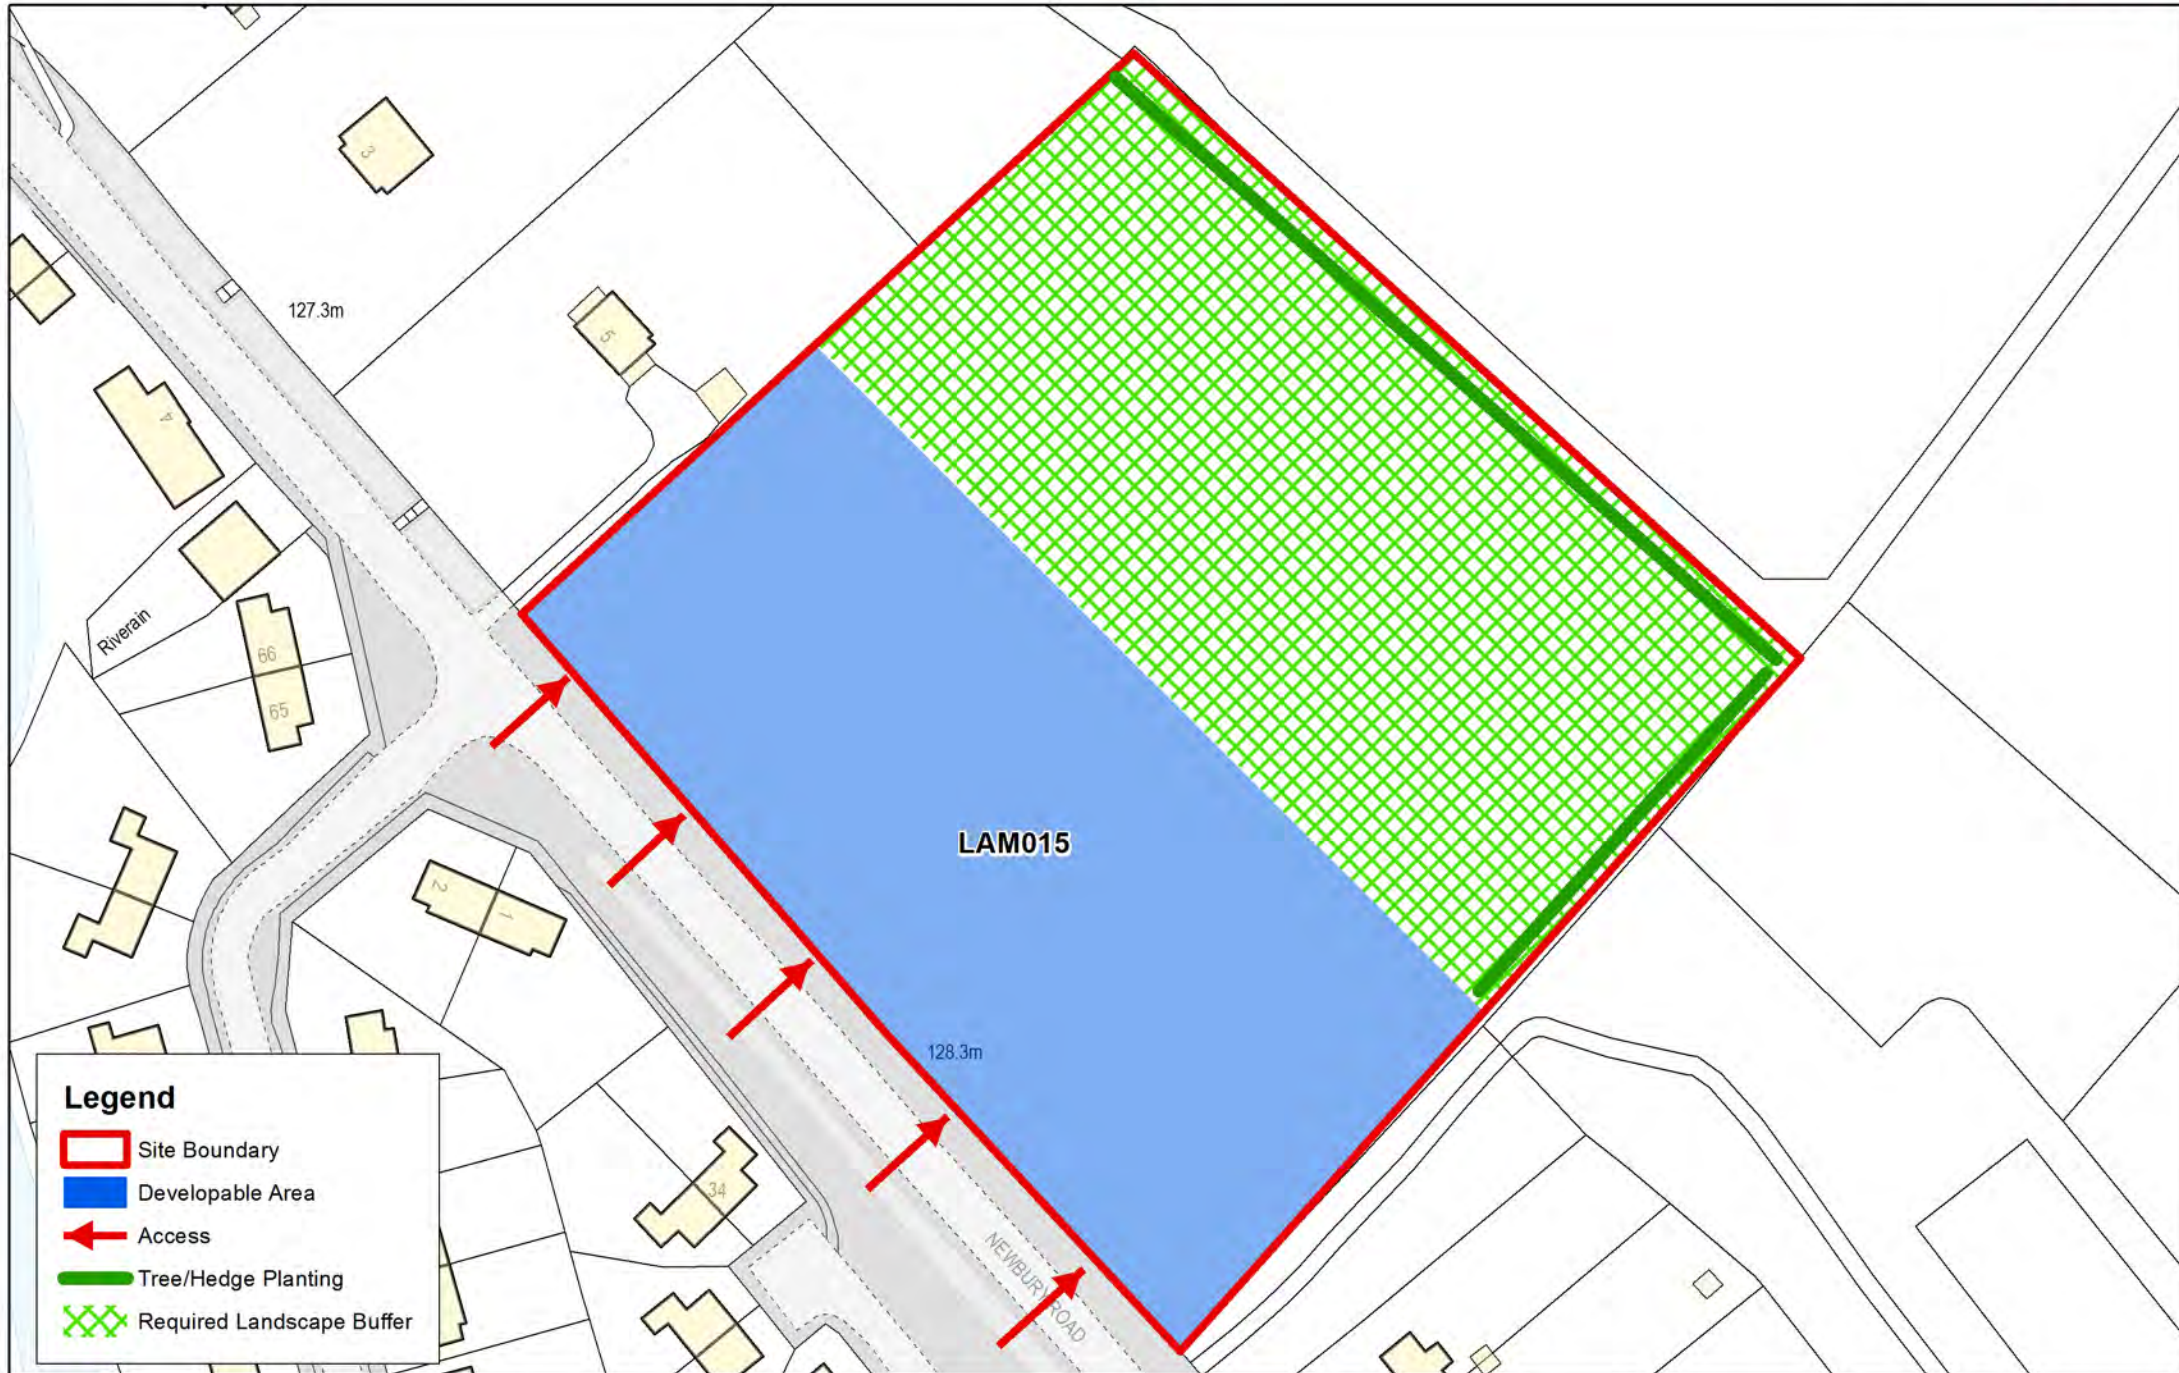 3
127.3m
5
4
Riverain
66
65
LAM015
2
1
128.3m
34
NEWBURY ROAD
Legend
Site Boundary
Developable Area
Access
Tree/Hedge Planting
Required Landscape Buffer